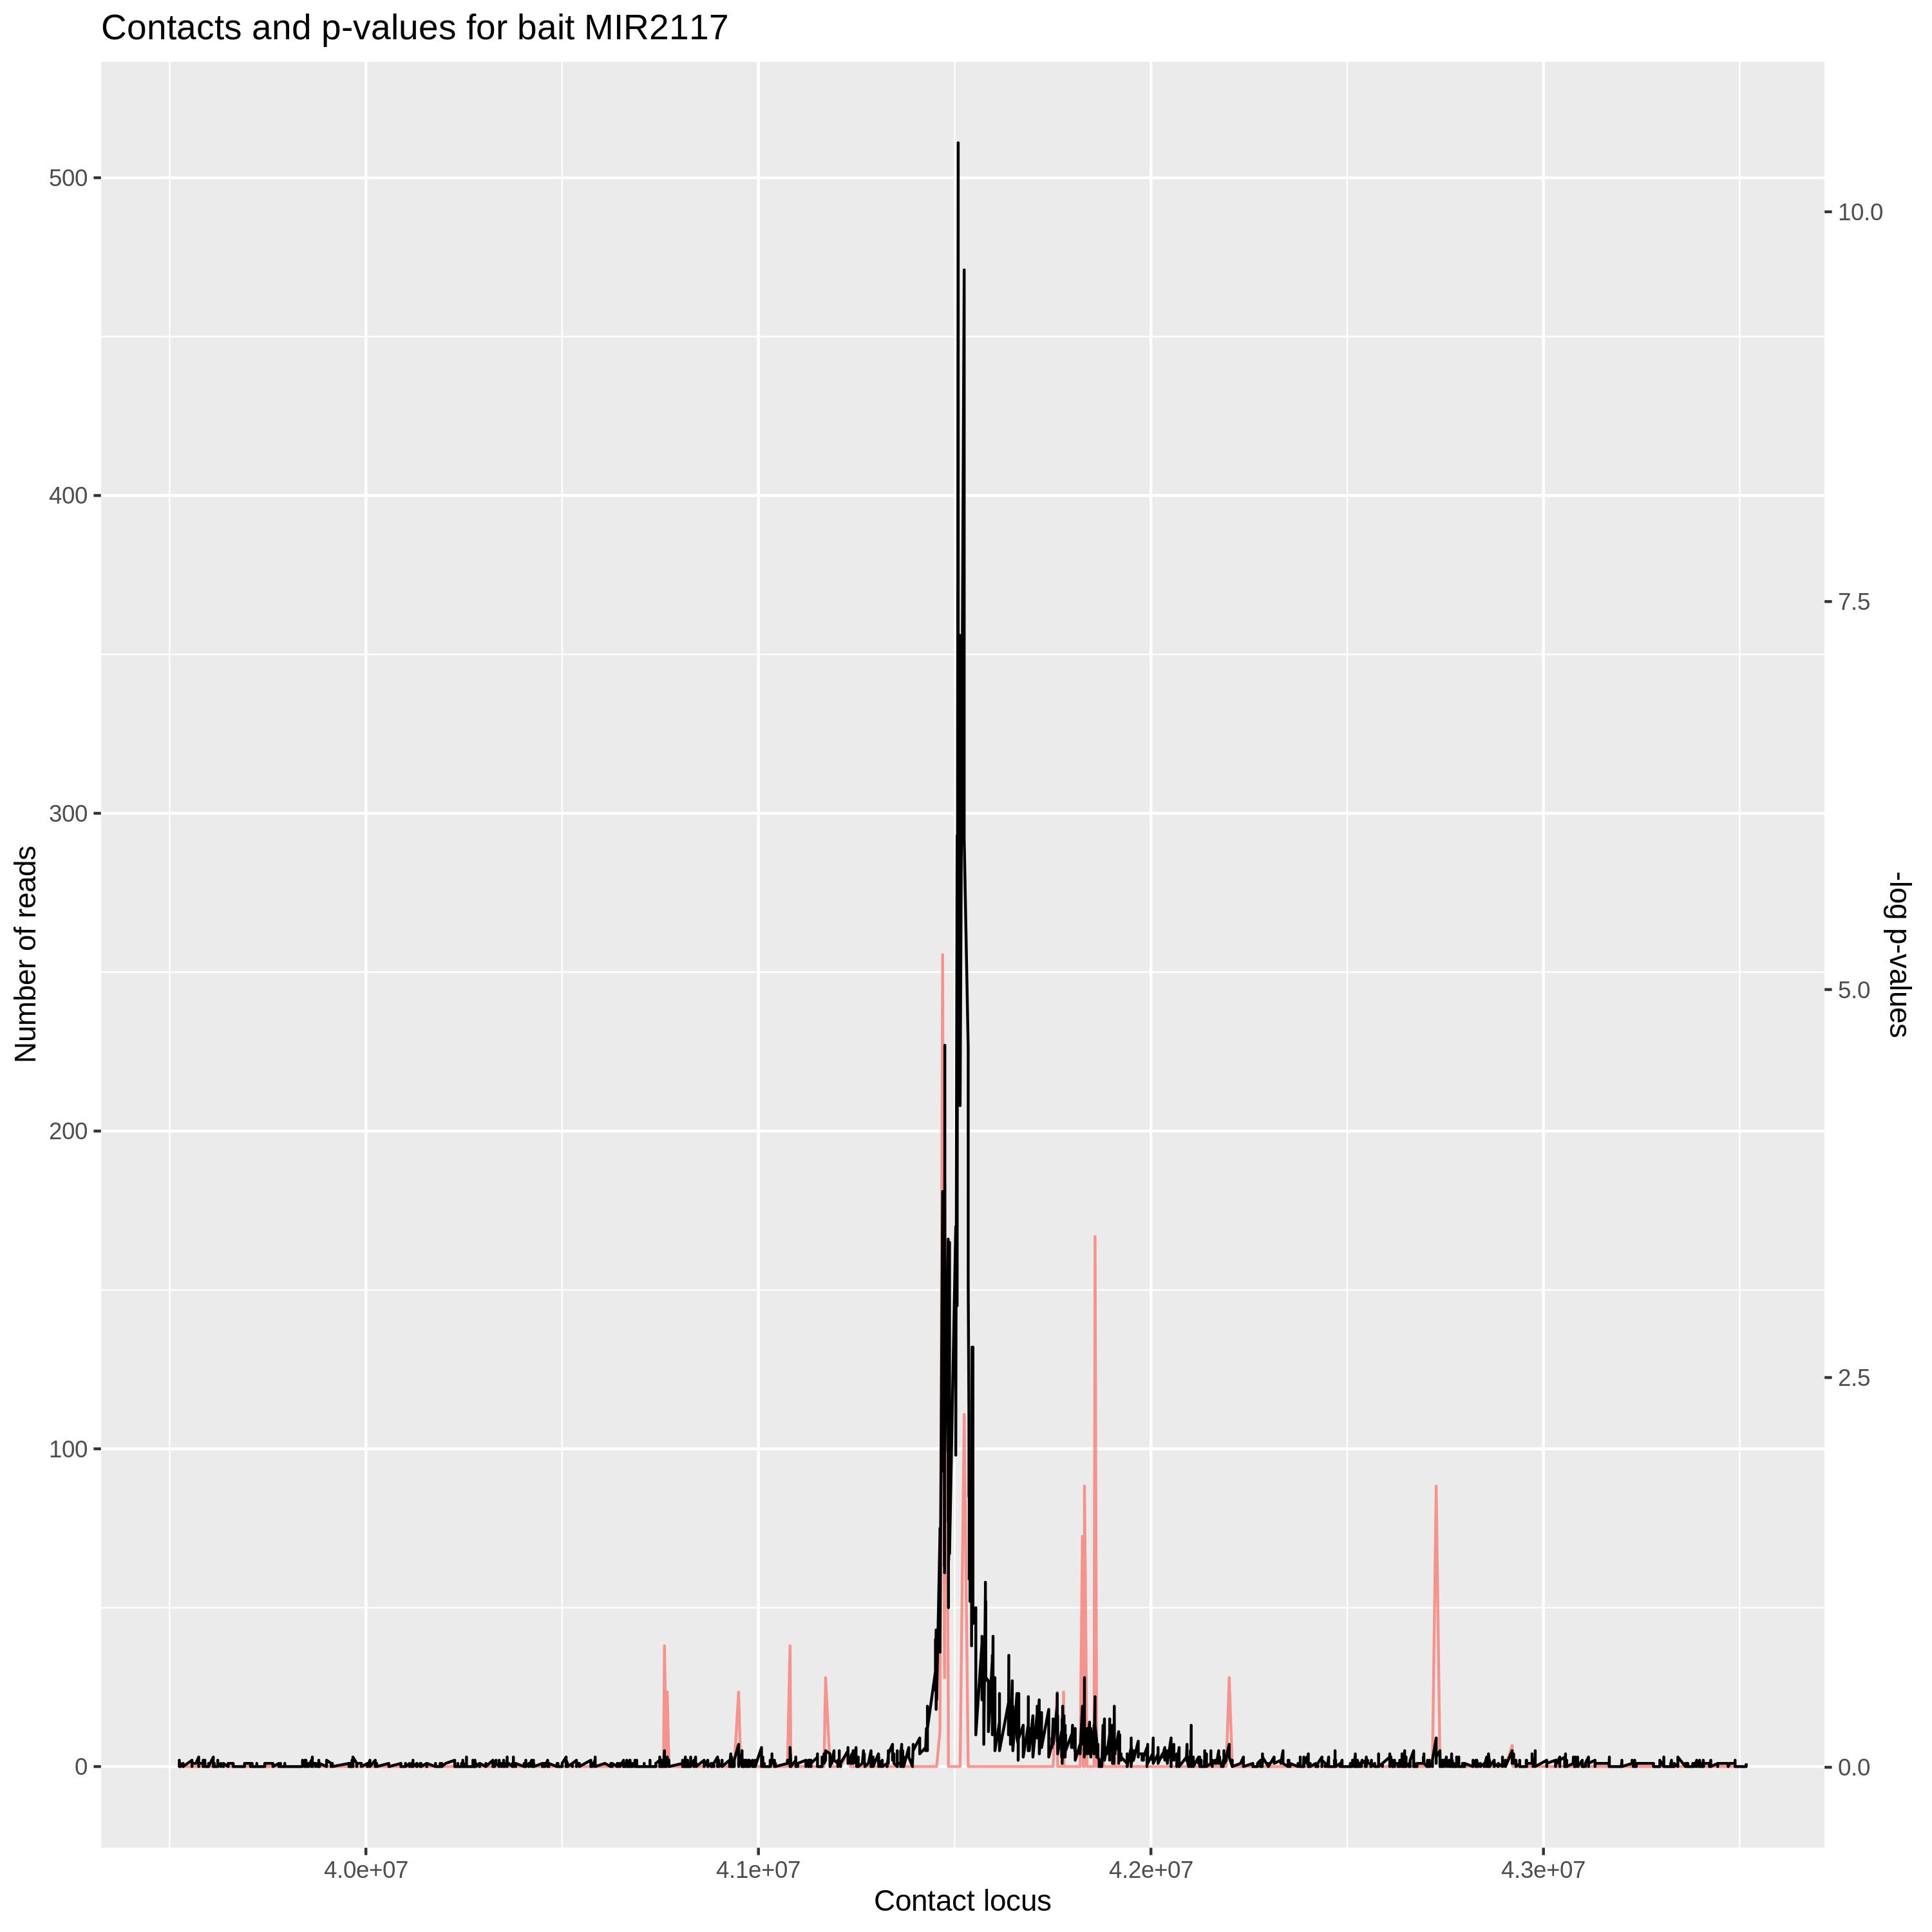 Contacts and p-values for bait MIR2117
500
400
300
200
100
0
Number of reads
10.0
7.5
5.0
2.5
0.0
-log p-values
4.0e+07
4.1e+07
4.2e+07
4.3e+07
Contact locus